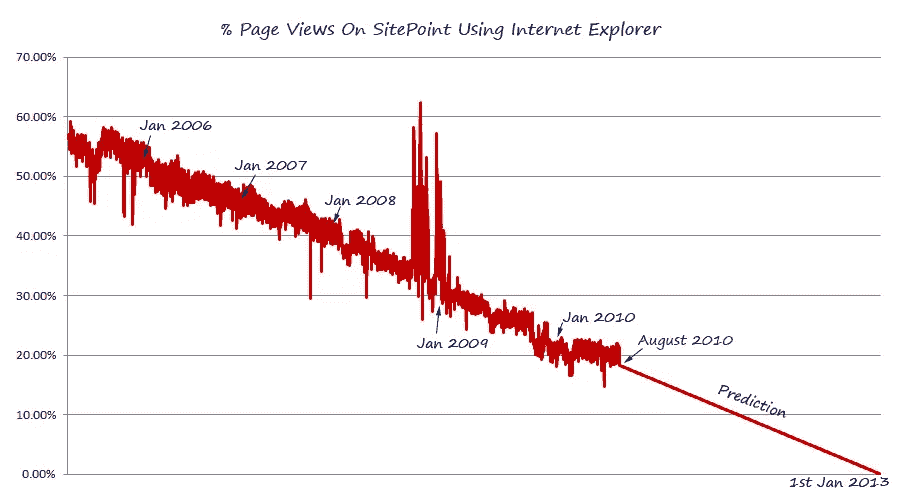 % Page Views On SitePoint Using Internet Explorer
70.00%
60.00%
50.00%
40.00%
30.00%
20.00%
10.00%
0.00%
Jan 2006
Jan 2007
Jan 2008
Jan 2009
Jan 2010
August 2010
Prediction
1st Jan 2013